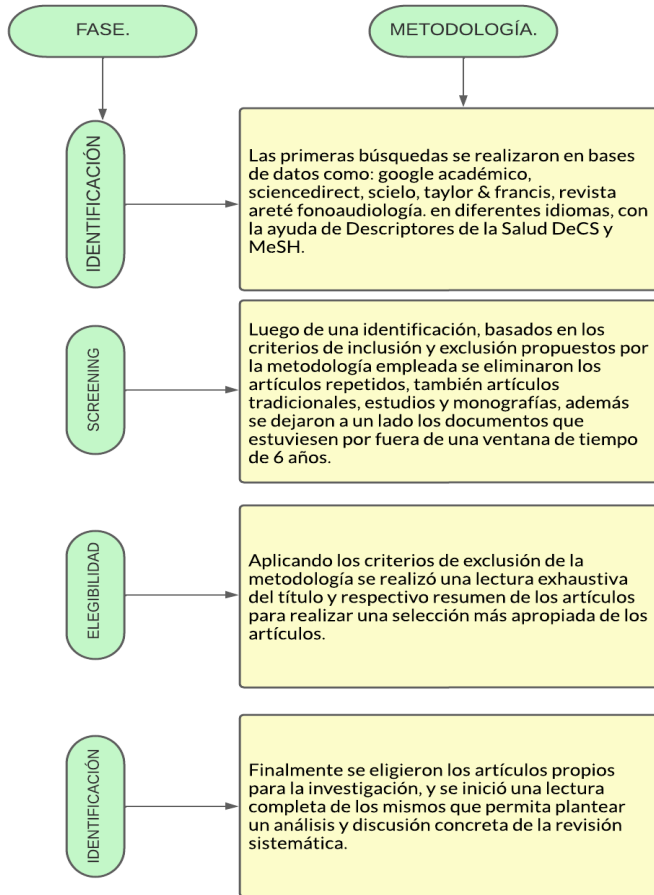 FASE.
METODOLOGÍA.
IDENTIFICACIÓN
Las primeras búsquedas se realizaron en bases
de datos como: google académico,
sciencedirect, scielo, taylor & francis, revista
areté fonoaudiología. en diferentes idiomas, con
la ayuda de Descriptores de la Salud DeCS y
MeSH.
SCREENING
Luego de una identificación, basados en los
criterios de inclusión y exclusión propuestos por
la metodología empleada se eliminaron los
artículos repetidos, también artículos
tradicionales, estudios y monografías, además
se dejaron a un lado los documentos que
estuviesen por fuera de una ventana de tiempo
de 6 años.
ELEGIBILIDAD
Aplicando los criterios de exclusión de la
metodología se realizó una lectura exhaustiva
del título y respectivo resumen de los artículos
para realizar una selección más apropiada de los
artículos.
IDENTIFICACIÓN
Finalmente se eligieron los artículos propios
para la investigación, y se inició una lectura
completa de los mismos que permita plantear
un análisis y discusión concreta de la revisión
sistemática.